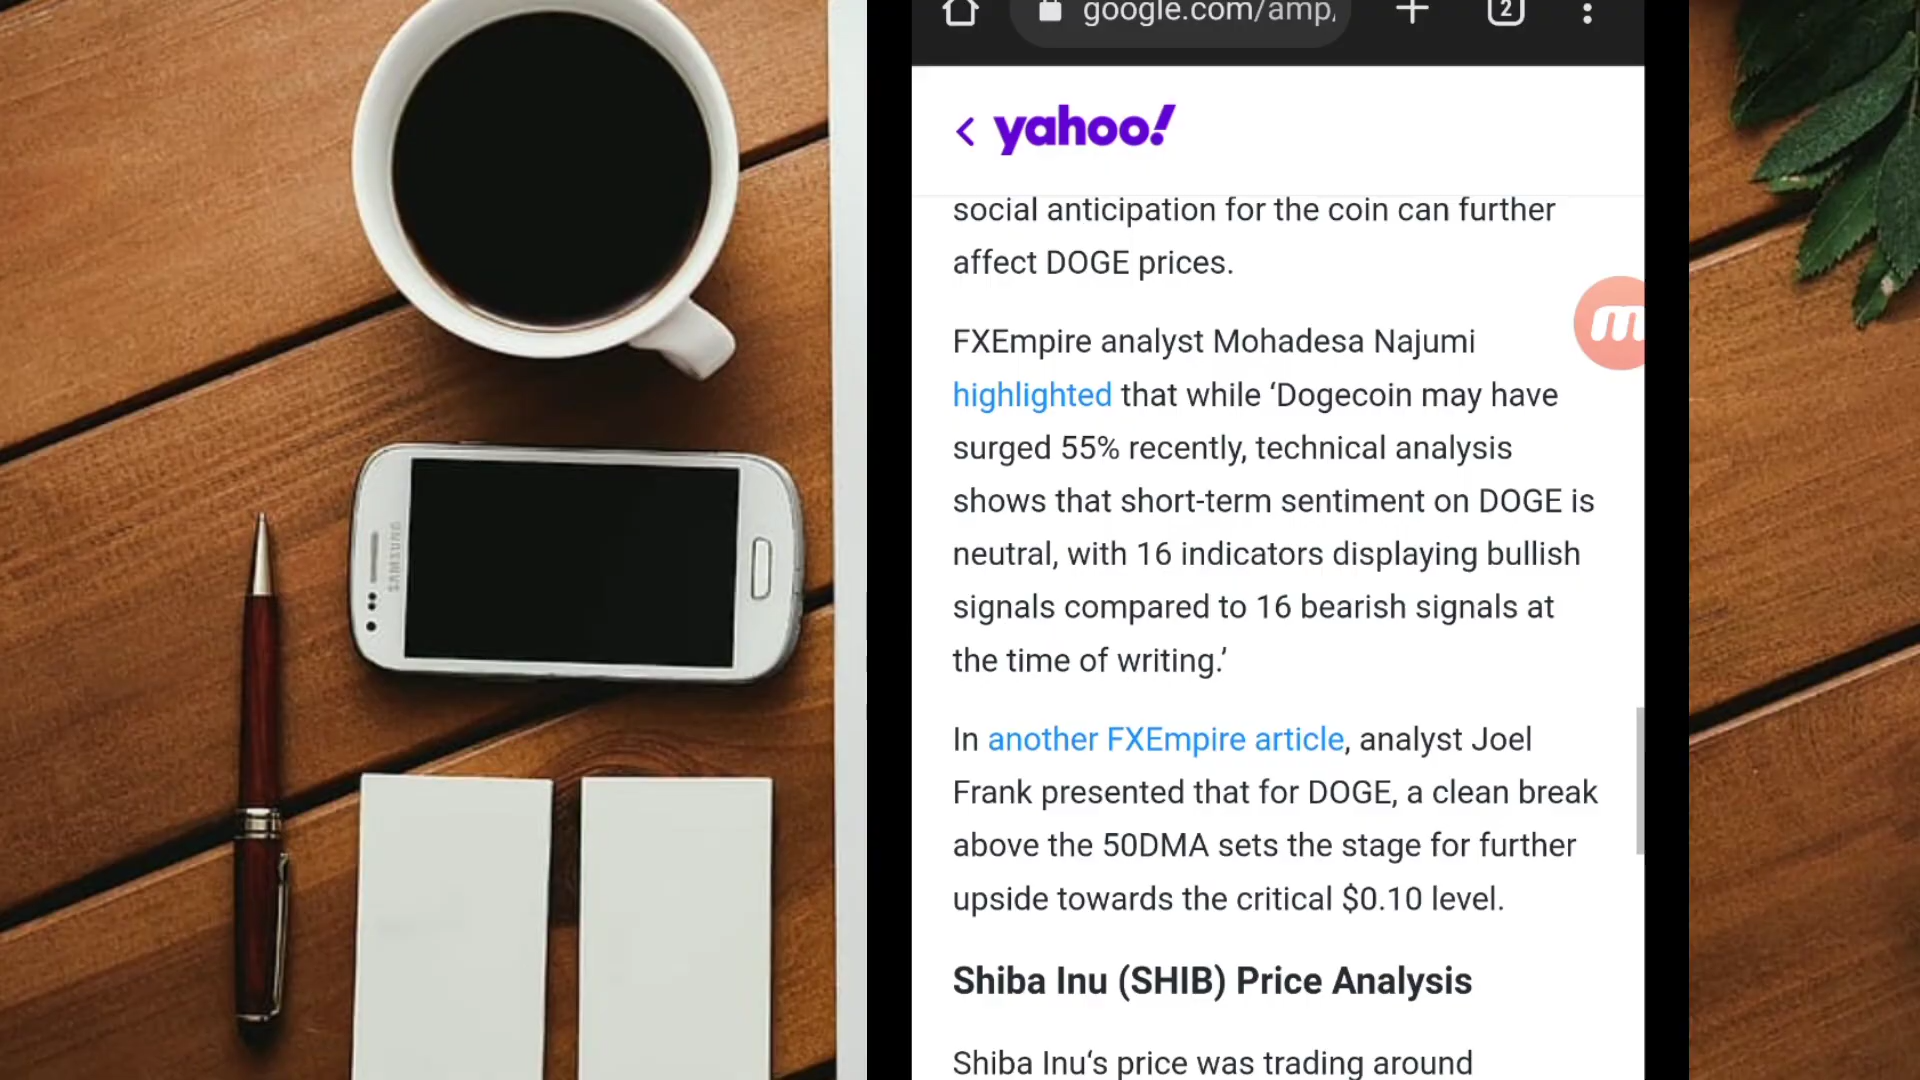 google.com/amp,
2
yahoo!
social anticipation for the coin can further
affect DOGE prices.
FXEmpire analyst Mohadesa Najumi
highlighted that while ‘Dogecoin may have
surged 55% recently, technical analysis
shows that short-term sentiment on DOGE is
neutral, with 16 indicators displaying bullish
signals compared to 16 bearish signals at
the time of writing.’
In another FXEmpire article, analyst Joel
Frank presented that for DOGE, a clean break
above the 50DMA sets the stage for further
upside towards the critical $0.10 level.
Shiba Inu (SHIB) Price Analysis
Shiba Inu‘s price was trading around
SAMSUNG